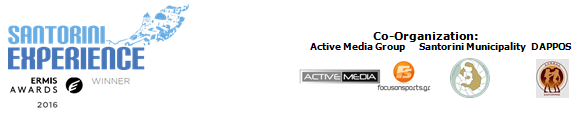 SANTORINI
EXPERIENCE
ERMIS
AWARDS
WINNER
2016
Co-Organization:
Active Media Group Santorini Municipality DAPPOS
ACTIVE MEDIA
focusonsports.gr